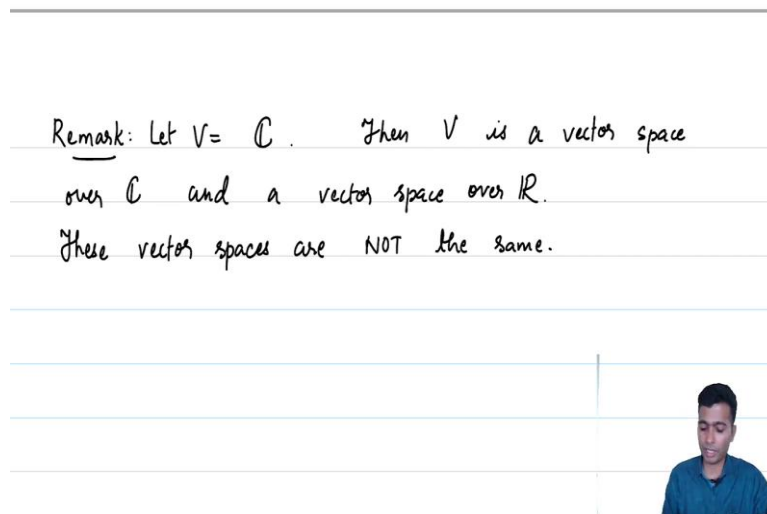 Remark: Let V = ℂ. Then V is a vector space
over ℂ and a vector space over ℝ.
These vector spaces are NOT the same.